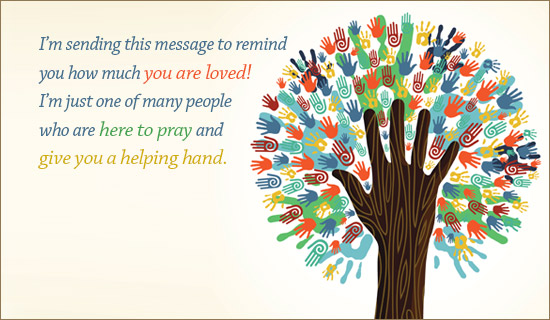 I'm sending this message to remind
you how much you are loved!
I'm just one of many people
who are here to pray and
give you a helping hand.